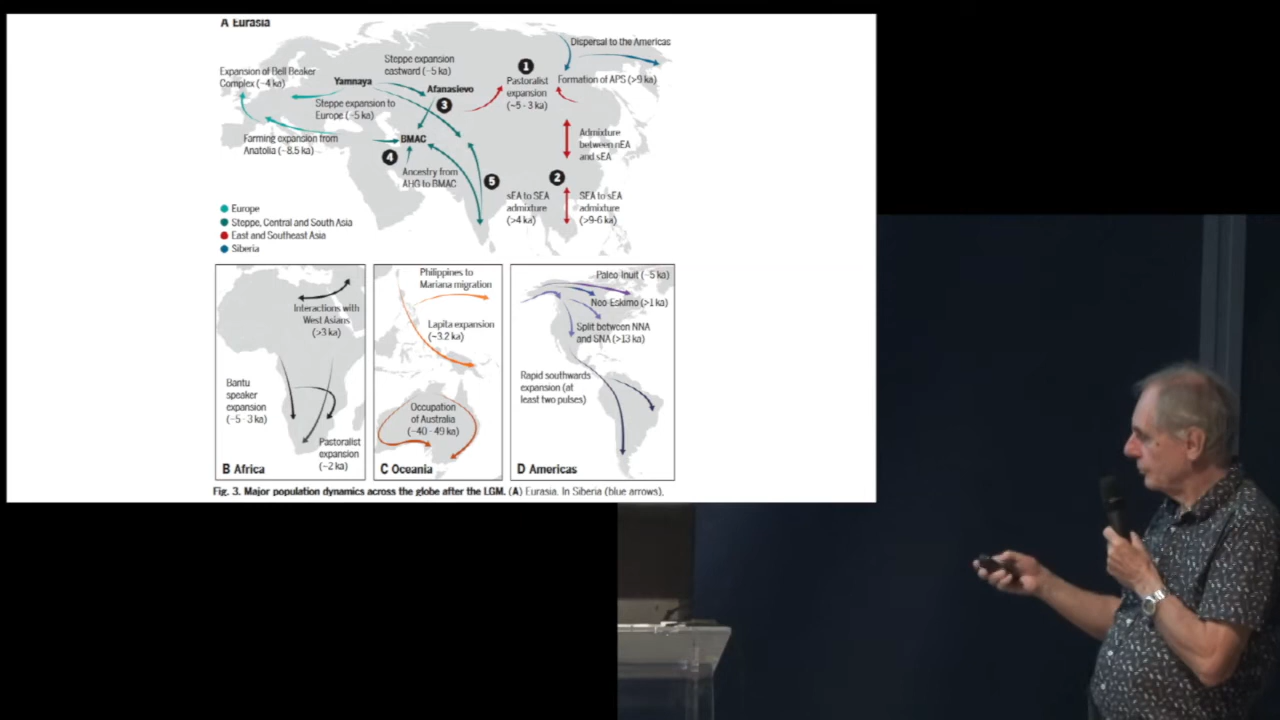 A Eurasia
Dispersal to the Americas
Steppe expansion
eastward (~5 ka)
1
Expansion of Bell Beaker
Complex (~4 ka)
Yamnaya
Pastoralist
expansion
(~5 - 3 ka)
Formation of APS (>9 ka)
Afanasievo
3
Steppe expansion to
Europe (~5 ka)
Farming expansion from
Anatolia (~8.5 ka)
BMAC
Admixture
between nEA
and sEA
4
Ancestry from
AHG to BMAC
5
2
sEA to SEA
admixture
(>4 ka)
SEA to sEA
admixture
(>9-6 ka)
Europe
Steppe, Central and South Asia
East and Southeast Asia
Siberia
Interactions with
West Asians
(>3 ka)
Bantu
speaker
expansion
(~5 - 3 ka)
Pastoralist
expansion
(~2 ka)
B Africa
Philippines to
Mariana migration
Lapita expansion
(~3.2 ka)
Occupation
of Australia
(~40 - 49 ka)
C Oceania
Paleo-Inuit (~5 ka)
Neo-Eskimo (>1 ka)
Split between NNA
and SNA (>13 ka)
Rapid southwards
expansion (at
least two pulses)
D Americas
Fig. 3. Major population dynamics across the globe after the LGM. (A) Eurasia. In Siberia (blue arrows),